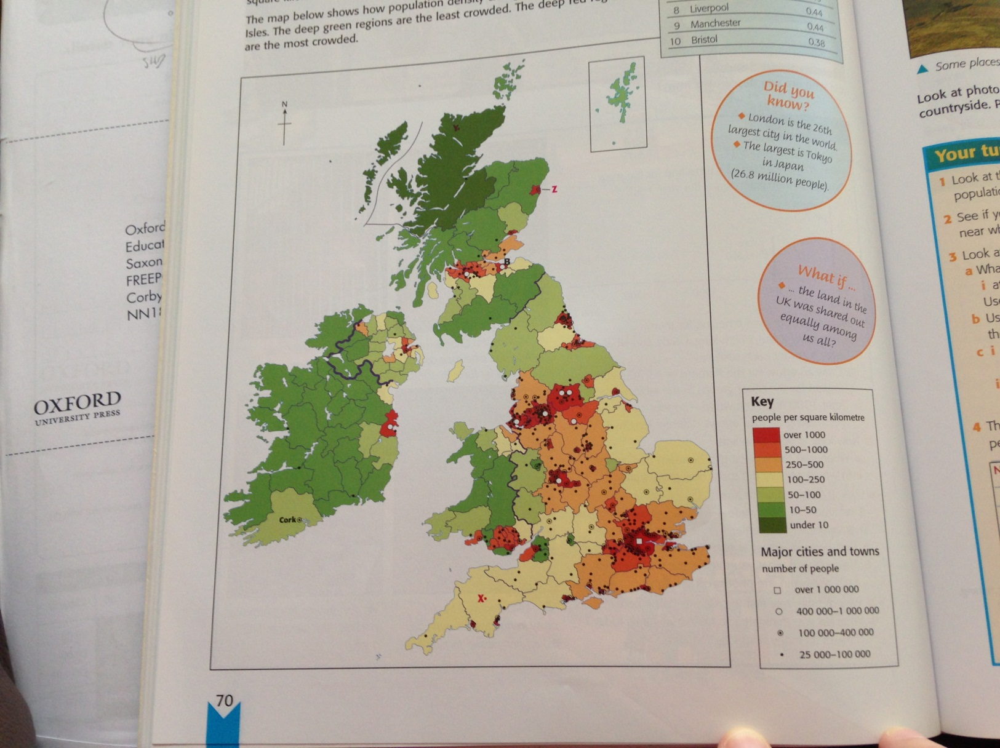 The map below shows how population density
Isles. The deep green regions are the least crowded. The deep red
are the most crowded.
8 Liverpool 0.44
9 Manchester 0.44
10 Bristol 0.38
N
Y
Z
B
Cork
X
Did you
know?
London is the 26th
largest city in the world.
The largest is Tokyo
in Japan
(26.8 million people).
What if ...
... the land in the
UK was shared out
equally among
us all?
Key
people per square kilometre
over 1000
500–1000
250–500
100–250
50–100
10–50
under 10
Major cities and towns
number of people
over 1 000 000
400 000–1 000 000
100 000–400 000
25 000–100 000
70
Oxford
Educat
Saxon
FREEP
Corby
NN1
OXFORD
UNIVERSITY PRESS
Some places
Look at photo
countryside.
Your tu
1 Look at
populati
2 See if y
near wh
3 Look a
a Wha
i a
Us
b Us
th
c i
i
4 Th
pe